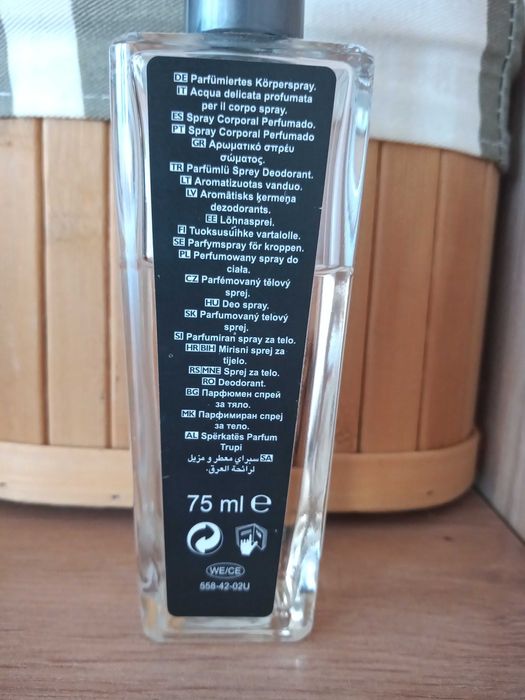 DE Parfümiertes Körperspray.
IT Acqua delicata profumata
per il corpo spray.
ES Spray Corporal Perfumado.
PT Spray Corporal Perfumado
GR Αρωματικό σπρέυ
σώματος.
TR Parfümlü Sprey Deodorant.
LT Aromatizuotas vanduo.
LV Aromātisks ķermeņa
dezodorants.
EE Lõhnasprei.
FI Tuoksusuihke vartalolle.
SE Parfymspray för kroppen.
PL Perfumowany spray do
ciała.
CZ Parfémovaný tělový
sprej.
HU Deo spray.
SK Parfumovaný telový
sprej.
SI Parfumiran spray za telo.
HR BIH Mirisni sprej za
tijelo.
RS MNE Sprej za telo.
RO Deodorant.
BG Парфюмен спрей
за тяло.
MK Парфимиран спреј
за тело.
AL Spërkatës Parfum
Trupi
SA سبراي معطر و مزيل
لرائحة العرق.
75 ml e
WE/CE
558-42-02U